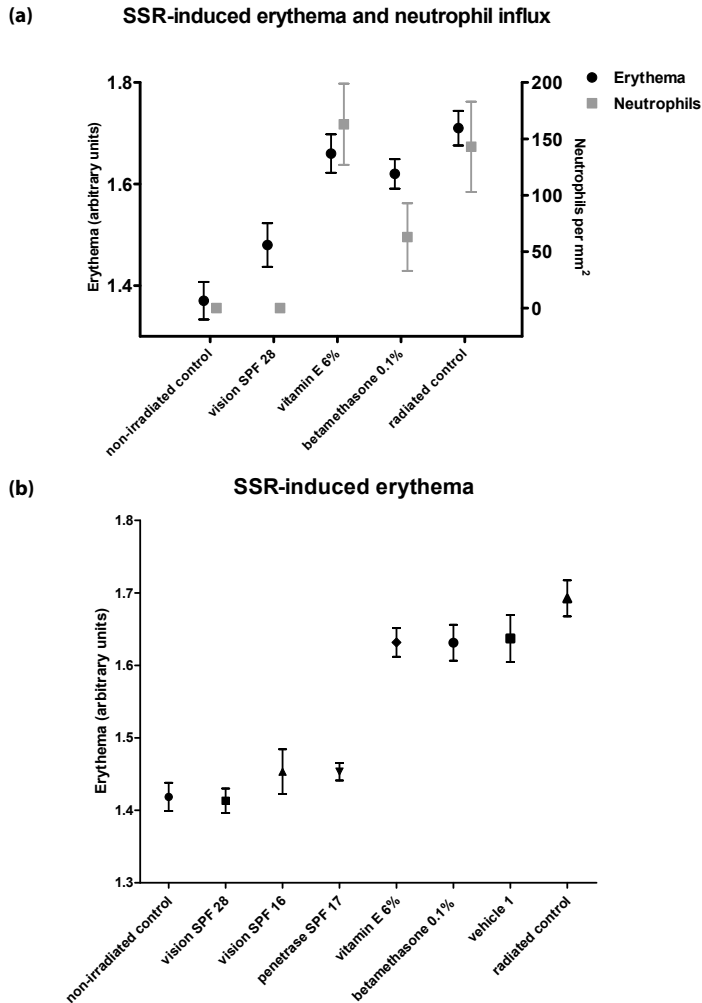 (a)
SSR-induced erythema and neutrophil influx
Erythema
Neutrophils
1.8
1.6
1.4
Erythema (arbitrary units)
200
150
100
50
0
Neutrophils per mm²
non-irradiated control
vision SPF 28
vitamin E 6%
betamethasone 0.1%
radiated control
(b)
SSR-induced erythema
1.8
1.7
1.6
1.5
1.4
1.3
Erythema (arbitrary units)
non-irradiated control
vision SPF 28
vision SPF 16
penetrase SPF 17
vitamin E 6%
betamethasone 0.1%
vehicle 1
radiated control